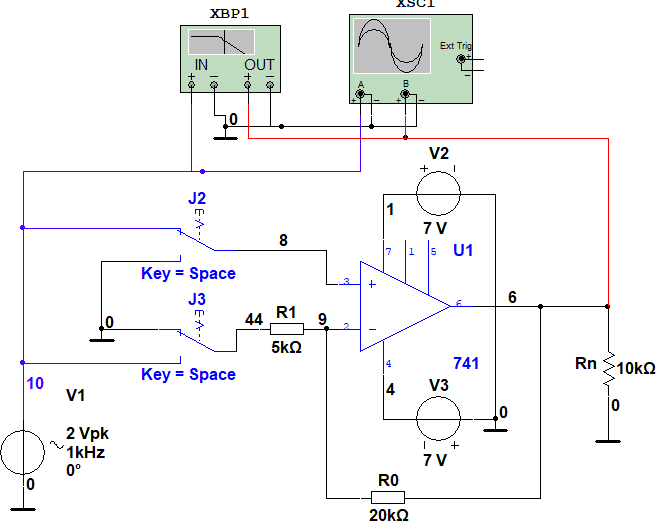 XBP1
XSC1
IN OUT
+ − + −
Ext Trig
+
−
A B
+ − + −
0
V2
+ −
7 V
J2
1
8
7 1 5
U1
Key = Space
3
+
J3
0
44
R1
9
2
−
6
6
5kΩ
Key = Space
4
741
Rn
10kΩ
10
V1
4
V3
0
0
2 Vpk
1kHz
0°
− +
7 V
0
R0
20kΩ